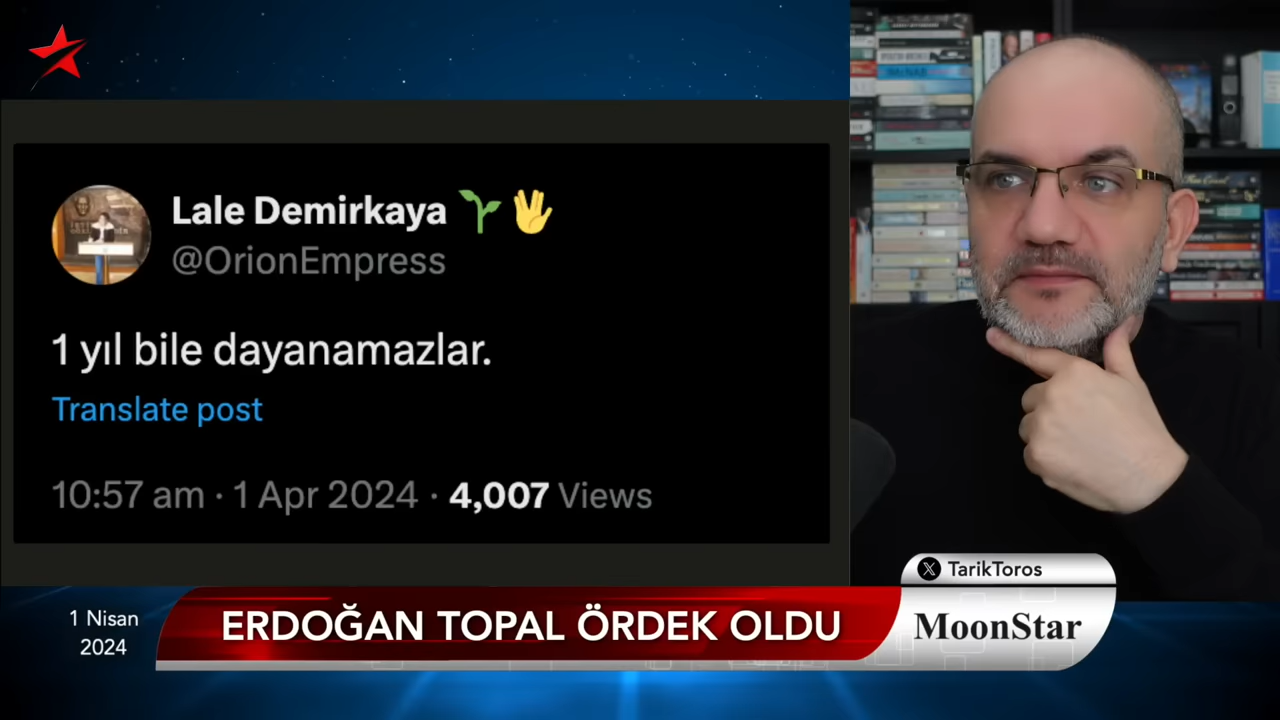 Lale Demirkaya 🌱🖖
@OrionEmpress
1 yıl bile dayanamazlar.
Translate post
10:57 am · 1 Apr 2024 · 4,007 Views
TarikToros
1 Nisan
2024
ERDOĞAN TOPAL ÖRDEK OLDU
MoonStar